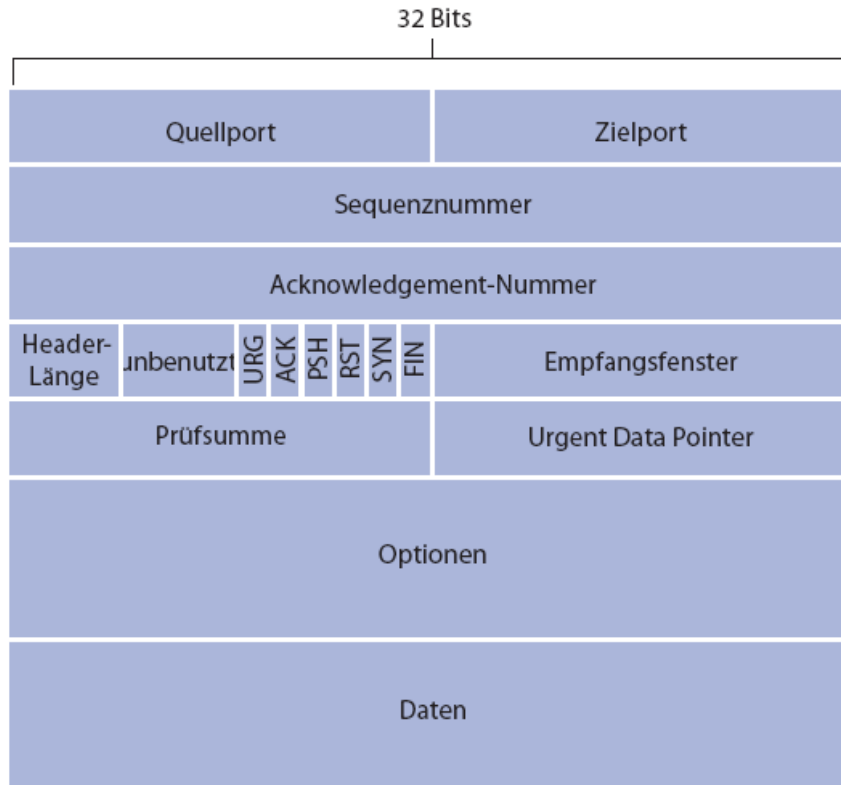 32 Bits
Quellport Zielport
Sequenznummer
Acknowledgement-Nummer
Header-
Länge unbenutzt URG ACK PSH RST SYN FIN Empfangsfenster
Prüfsumme Urgent Data Pointer
Optionen
Daten